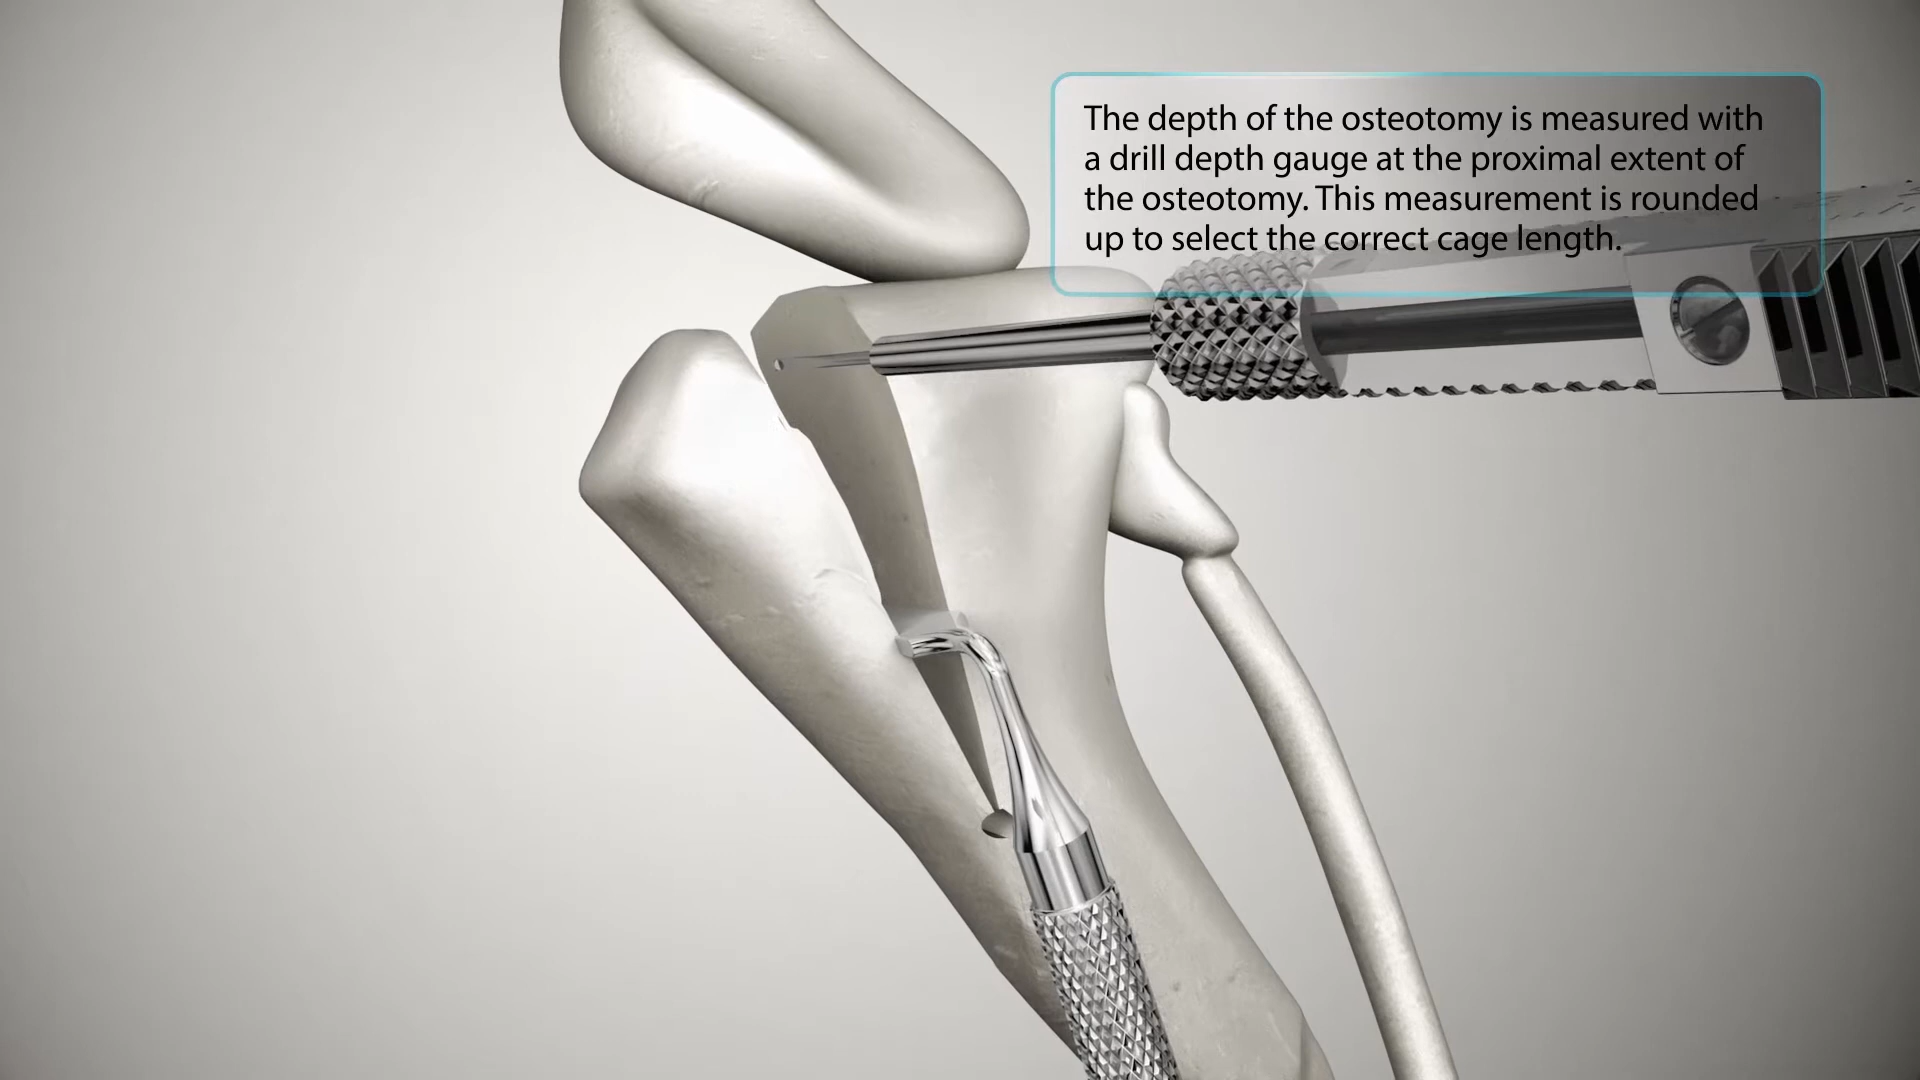 The depth of the osteotomy is measured with
a drill depth gauge at the proximal extent of
the osteotomy. This measurement is rounded
up to select the correct cage length.